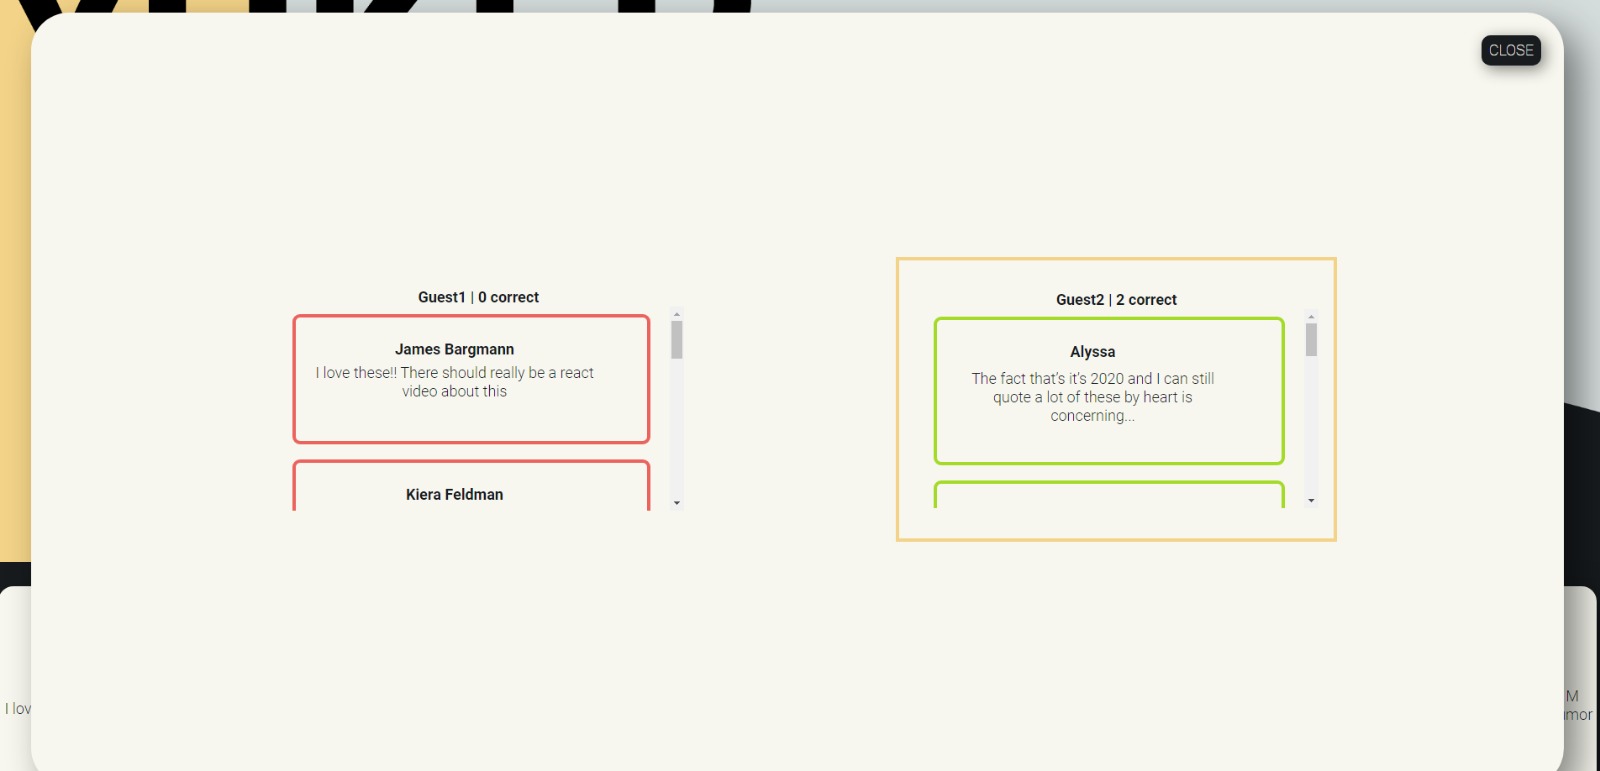 CLOSE
Guest1 | 0 correct
James Bargmann
I love these!! There should really be a react
video about this
Kiera Feldman
Guest2 | 2 correct
Alyssa
The fact that's it's 2020 and I can still
quote a lot of these by heart is
concerning...
I lov
M
mor